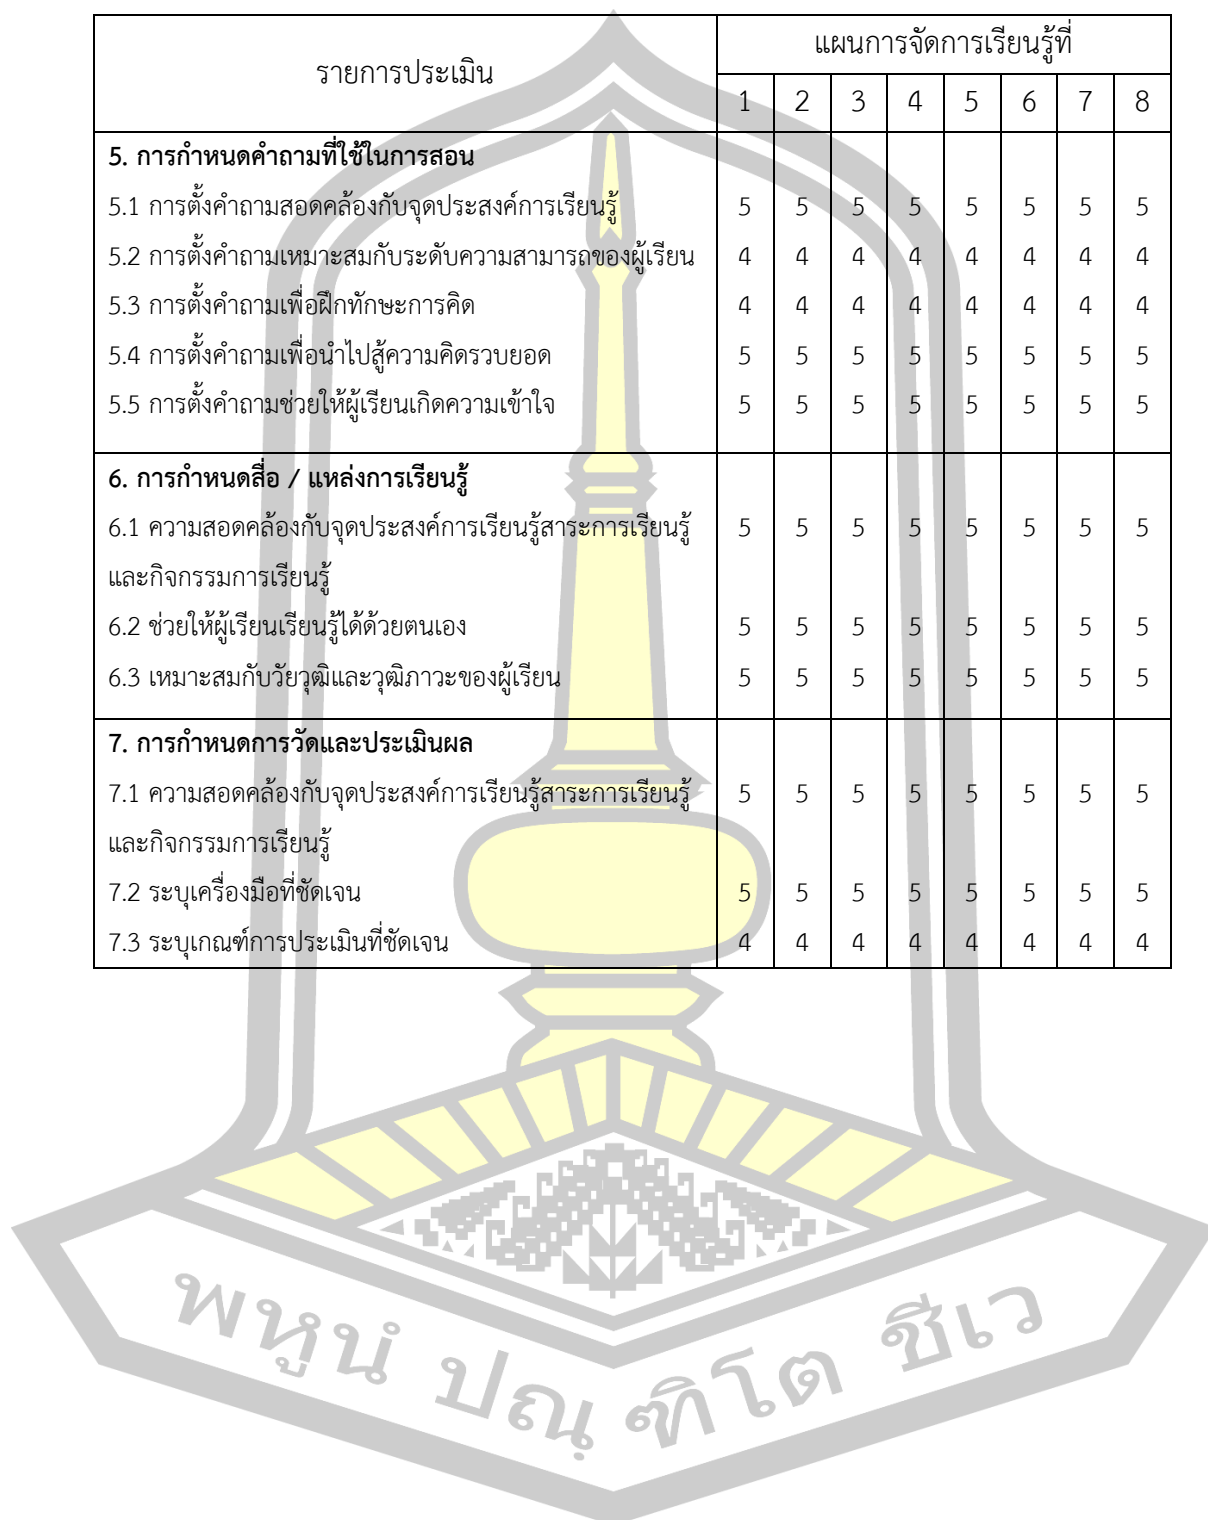 รายการประเมิน แผนการจัดการเรียนรู้ที่
1 2 3 4 5 6 7 8
5. การกำหนดคำถามที่ใช้ในการสอน
5.1 การตั้งคำถามสอดคล้องกับจุดประสงค์การเรียนรู้ 5 5 5 5 5 5 5 5
5.2 การตั้งคำถามเหมาะสมกับระดับความสามารถของผู้เรียน 4 4 4 4 4 4 4 4
5.3 การตั้งคำถามเพื่อฝึกทักษะการคิด 4 4 4 4 4 4 4 4
5.4 การตั้งคำถามเพื่อนำไปสู้ความคิดรวบยอด 5 5 5 5 5 5 5 5
5.5 การตั้งคำถามช่วยให้ผู้เรียนเกิดความเข้าใจ 5 5 5 5 5 5 5 5
6. การกำหนดสื่อ / แหล่งการเรียนรู้
6.1 ความสอดคล้องกับจุดประสงค์การเรียนรู้สาระการเรียนรู้ 5 5 5 5 5 5 5 5
และกิจกรรมการเรียนรู้
6.2 ช่วยให้ผู้เรียนเรียนรู้ได้ด้วยตนเอง 5 5 5 5 5 5 5 5
6.3 เหมาะสมกับวัยวุฒิและวุฒิภาวะของผู้เรียน 5 5 5 5 5 5 5 5
7. การกำหนดการวัดและประเมินผล
7.1 ความสอดคล้องกับจุดประสงค์การเรียนรู้สาระการเรียนรู้ 5 5 5 5 5 5 5 5
และกิจกรรมการเรียนรู้
7.2 ระบุเครื่องมือที่ชัดเจน 5 5 5 5 5 5 5 5
7.3 ระบุเกณฑ์การประเมินที่ชัดเจน 4 4 4 4 4 4 4 4
พหูนํ ปณฺฑิโต ชีเว